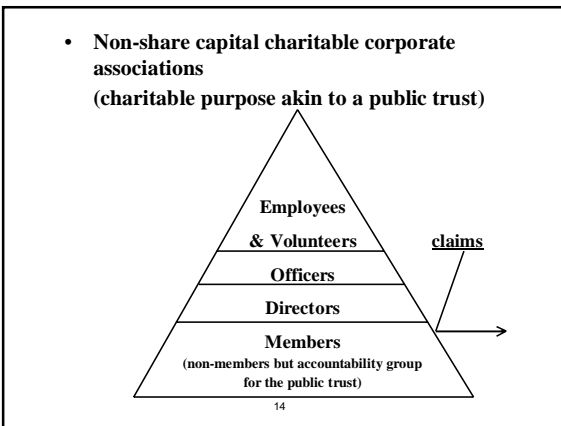 • Non-share capital charitable corporate
associations
(charitable purpose akin to a public trust)
Employees
& Volunteers
claims
Officers
Directors
Members
(non-members but accountability group
for the public trust)
14